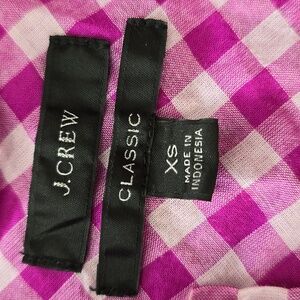 J.CREW
CLASSIC
XS
MADE IN
INDONESIA